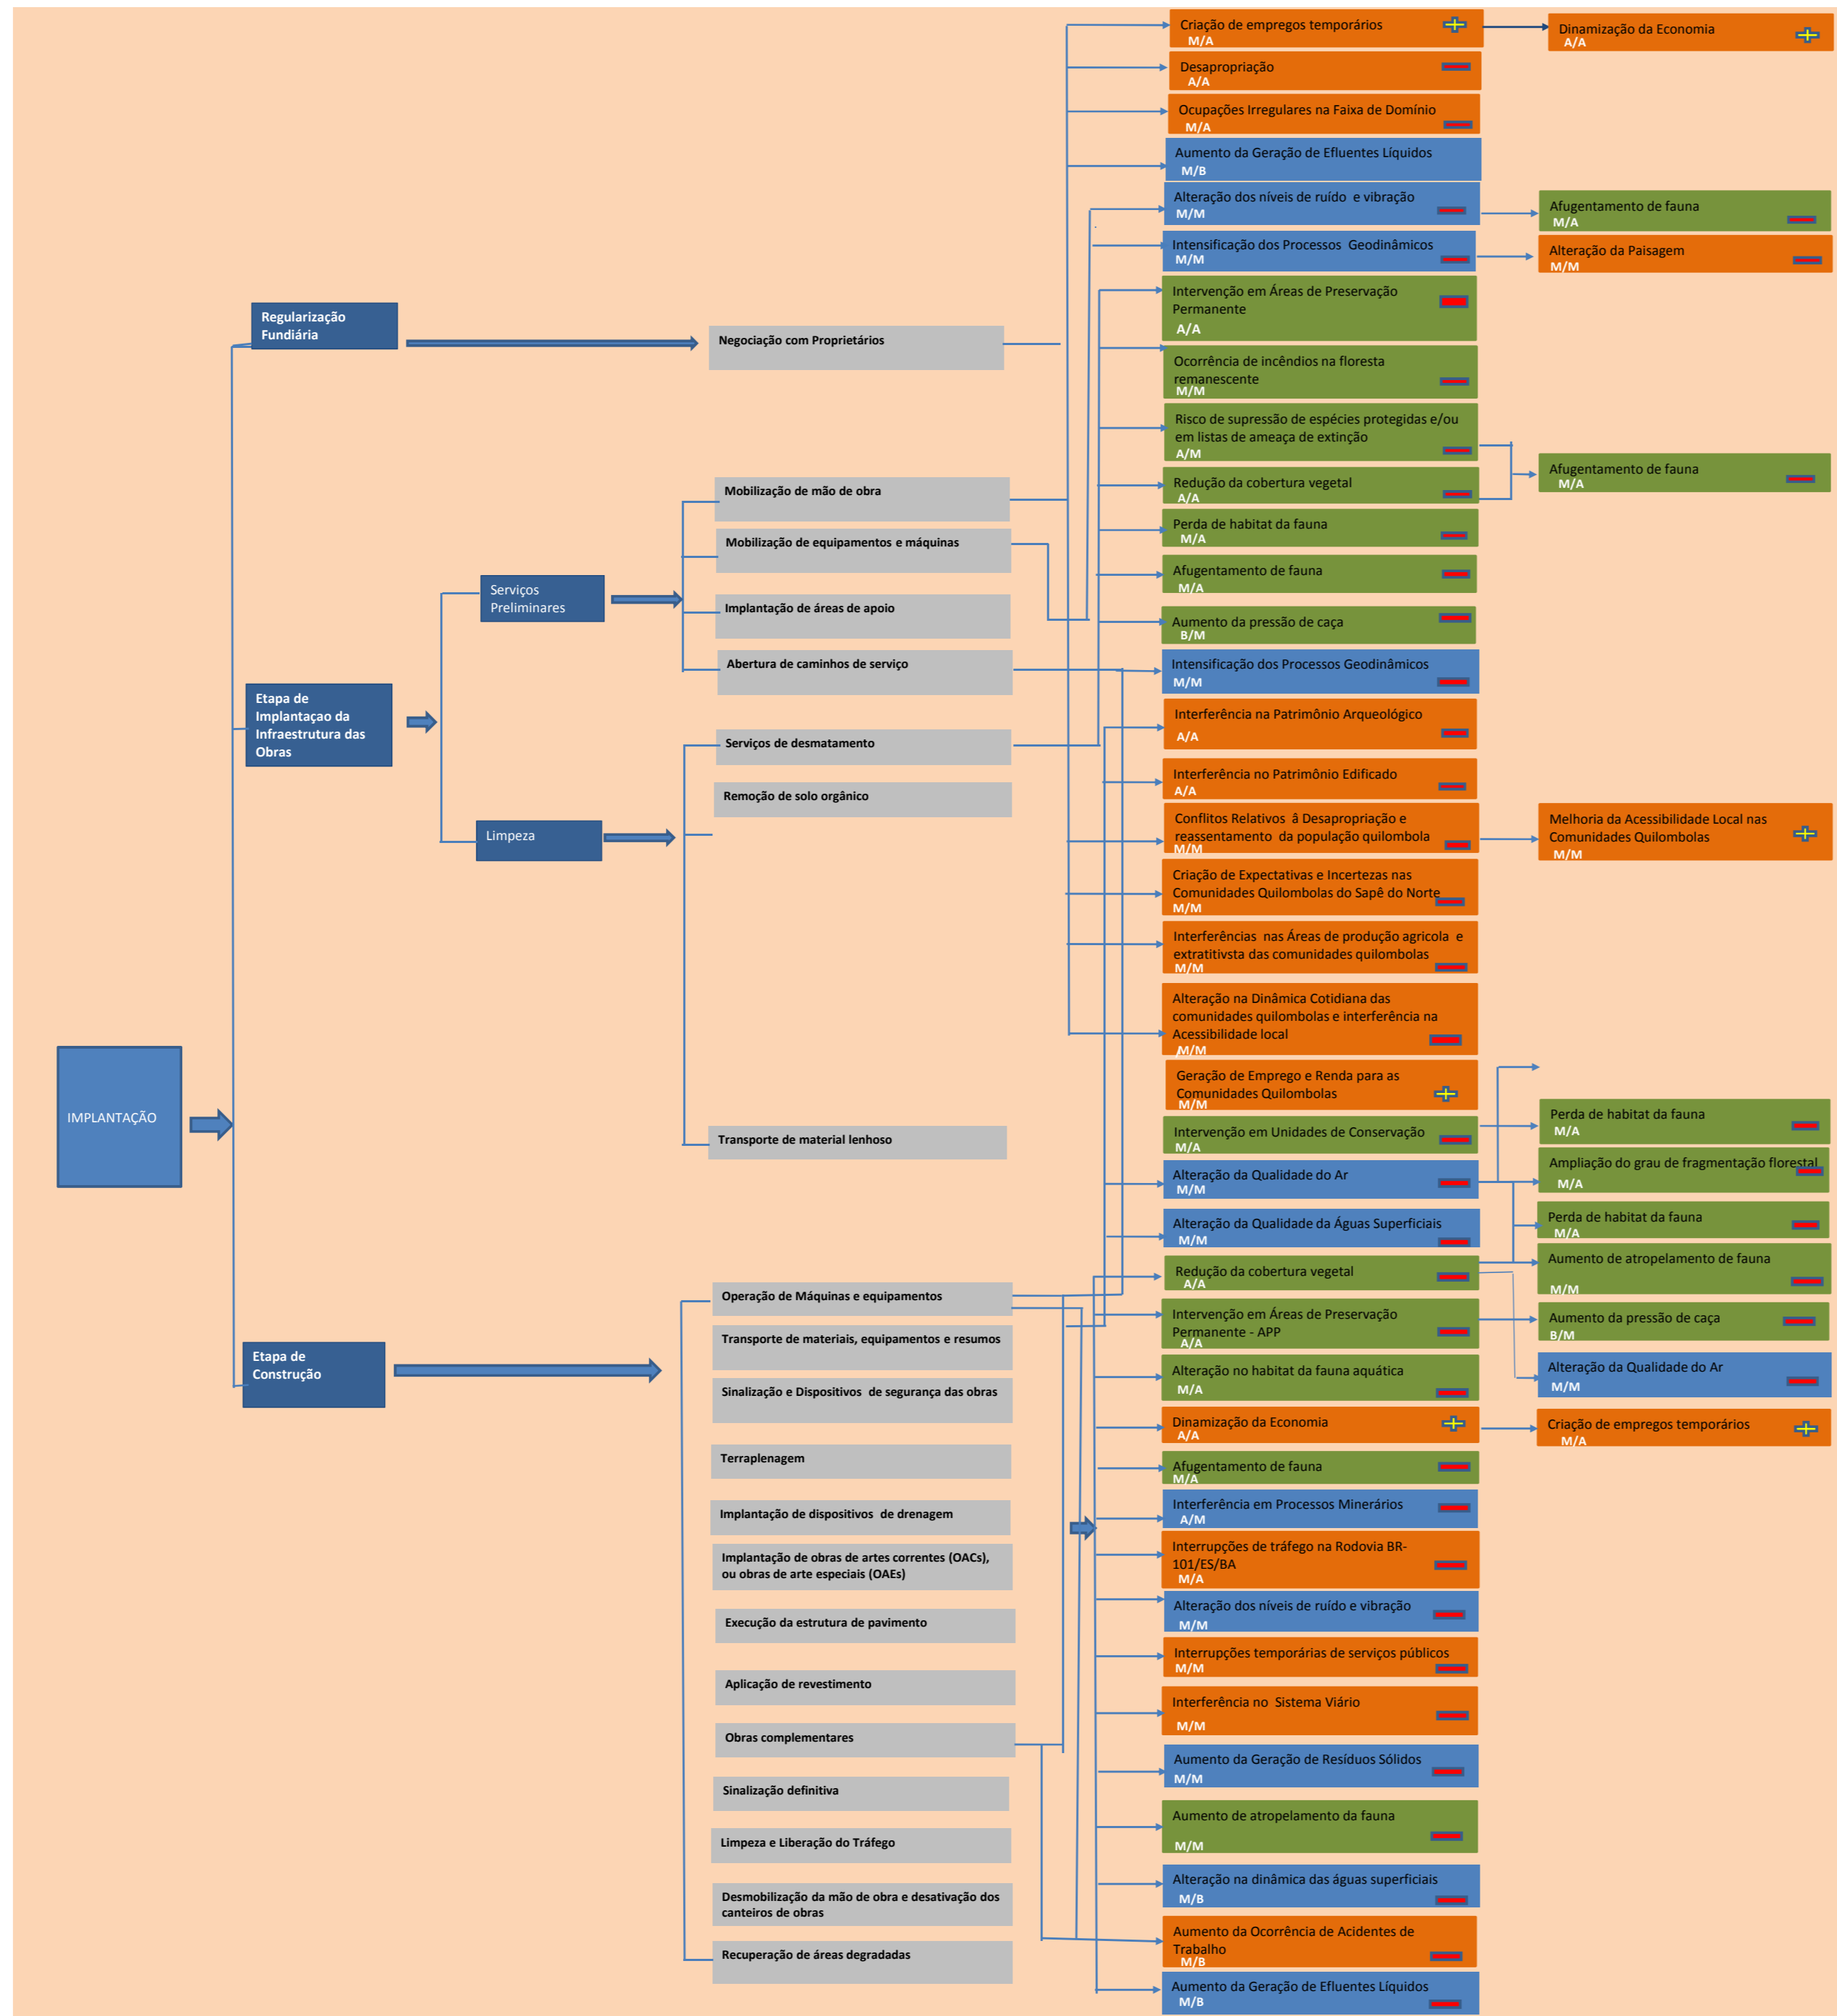 IMPLANTAÇÃO
Regularização
Fundiária
Etapa de
Implantaçao da
Infraestrutura das
Obras
Etapa de
Construção
Serviços
Preliminares
Limpeza
Negociação com Proprietários
Mobilização de mão de obra
Mobilização de equipamentos e máquinas
Implantação de áreas de apoio
Abertura de caminhos de serviço
Serviços de desmatamento
Remoção de solo orgânico
Transporte de material lenhoso
Operação de Máquinas e equipamentos
Transporte de materiais, equipamentos e resumos
Sinalização e Dispositivos de segurança das obras
Terraplenagem
Implantação de dispositivos de drenagem
Implantação de obras de artes correntes (OACs),
ou obras de arte especiais (OAEs)
Execução da estrutura de pavimento
Aplicação de revestimento
Obras complementares
Sinalização definitiva
Limpeza e Liberação do Tráfego
Desmobilização da mão de obra e desativação dos
canteiros de obras
Recuperação de áreas degradadas
Criação de empregos temporários
M/A
Desapropriação
A/A
Ocupações Irregulares na Faixa de Domínio
M/A
Aumento da Geração de Efluentes Líquidos
M/B
Alteração dos níveis de ruído e vibração
M/M
Intensificação dos Processos Geodinâmicos
M/M
Intervenção em Áreas de Preservação
Permanente
A/A
Ocorrência de incêndios na floresta
remanescente
M/M
Risco de supressão de espécies protegidas e/ou
em listas de ameaça de extinção
A/M
Redução da cobertura vegetal
A/A
Perda de habitat da fauna
M/A
Afugentamento de fauna
M/A
Aumento da pressão de caça
B/M
Intensificação dos Processos Geodinâmicos
M/M
Interferência na Patrimônio Arqueológico
A/A
Interferência no Patrimônio Edificado
A/A
Conflitos Relativos â Desapropriação e
reassentamento da população quilombola
M/M
Criação de Expectativas e Incertezas nas
Comunidades Quilombolas do Sapê do Norte
M/M
Interferências nas Áreas de produção agricola e
extratitivsta das comunidades quilombolas
M/M
Alteração na Dinâmica Cotidiana das
comunidades quilombolas e interferência na
Acessibilidade local
M/M
Geração de Emprego e Renda para as
Comunidades Quilombolas
M/M
Intervenção em Unidades de Conservação
M/A
Alteração da Qualidade do Ar
M/M
Alteração da Qualidade da Águas Superficiais
M/M
Redução da cobertura vegetal
A/A
Intervenção em Áreas de Preservação
Permanente - APP
A/A
Alteração no habitat da fauna aquática
M/A
Dinamização da Economia
A/A
Afugentamento de fauna
M/A
Interferência em Processos Minerários
A/M
Interrupções de tráfego na Rodovia BR-
101/ES/BA
M/A
Alteração dos níveis de ruído e vibração
M/M
Interrupções temporárias de serviços públicos
M/M
Interferência no Sistema Viário
M/M
Aumento da Geração de Resíduos Sólidos
M/M
Aumento de atropelamento da fauna
M/M
Alteração na dinâmica das águas superficiais
M/B
Aumento da Ocorrência de Acidentes de
Trabalho
M/B
Aumento da Geração de Efluentes Líquidos
M/B
Dinamização da Economia
A/A
Afugentamento de fauna
M/A
Alteração da Paisagem
M/M
Afugentamento de fauna
M/A
Melhoria da Acessibilidade Local nas
Comunidades Quilombolas
M/M
Perda de habitat da fauna
M/A
Ampliação do grau de fragmentação florestal
M/A
Perda de habitat da fauna
M/A
Aumento de atropelamento de fauna
M/M
Aumento da pressão de caça
B/M
Alteração da Qualidade do Ar
M/M
Criação de empregos temporários
M/A